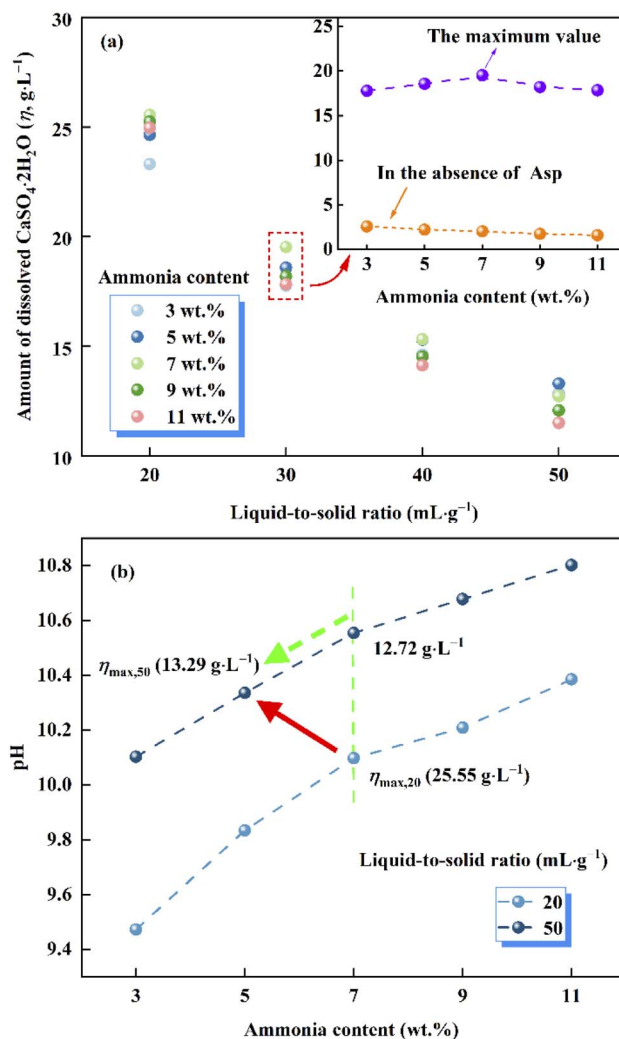 (a)
30
25
20
15
10
Amount of dissolved CaSO₄·2H₂O (η, g·L⁻¹)
20
30
40
50
Liquid-to-solid ratio (mL·g⁻¹)
Ammonia content
3 wt.%
5 wt.%
7 wt.%
9 wt.%
11 wt.%
The maximum value
In the absence of Asp
25
20
15
10
5
0
3
5
7
9
11
Ammonia content (wt.%)
(b)
10.8
10.6
10.4
10.2
10.0
9.8
9.6
9.4
pH
η_max,50 (13.29 g·L⁻¹)
12.72 g·L⁻¹
η_max,20 (25.55 g·L⁻¹)
Liquid-to-solid ratio (mL·g⁻¹)
20
50
3
5
7
9
11
Ammonia content (wt.%)